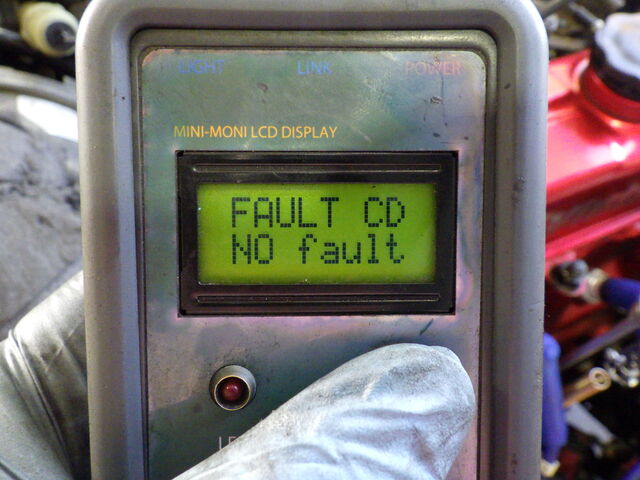 LIGHT LINK POWER
MINI-MONI LCD DISPLAY
FAULT CD
NO fault